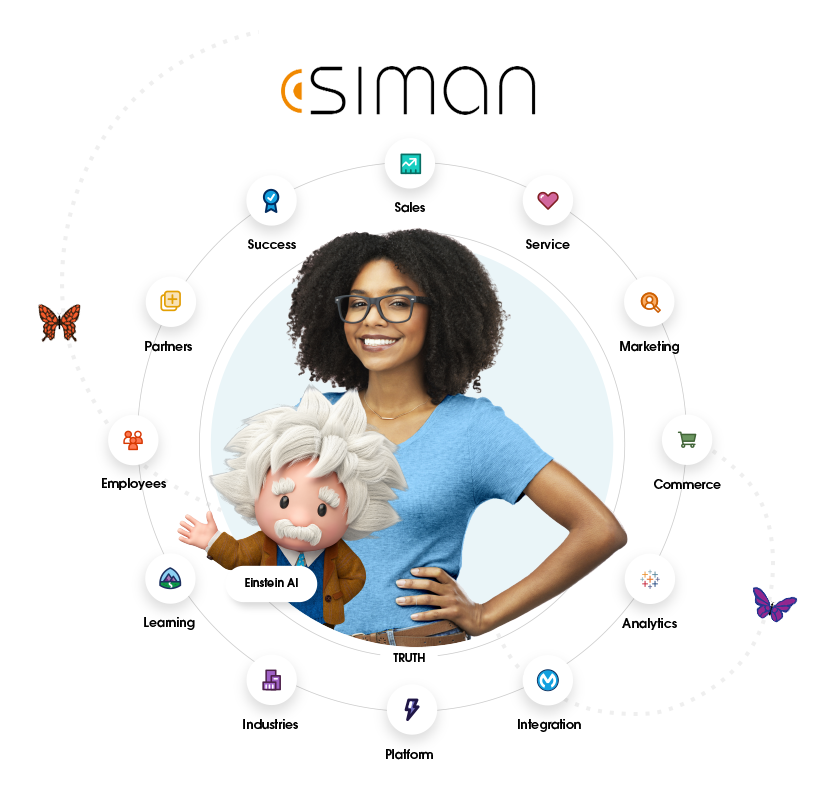 SIMAN
Sales
Success
Service
Partners
Marketing
Employees
Commerce
Einstein AI
Learning
Analytics
TRUTH
Industries
Integration
Platform